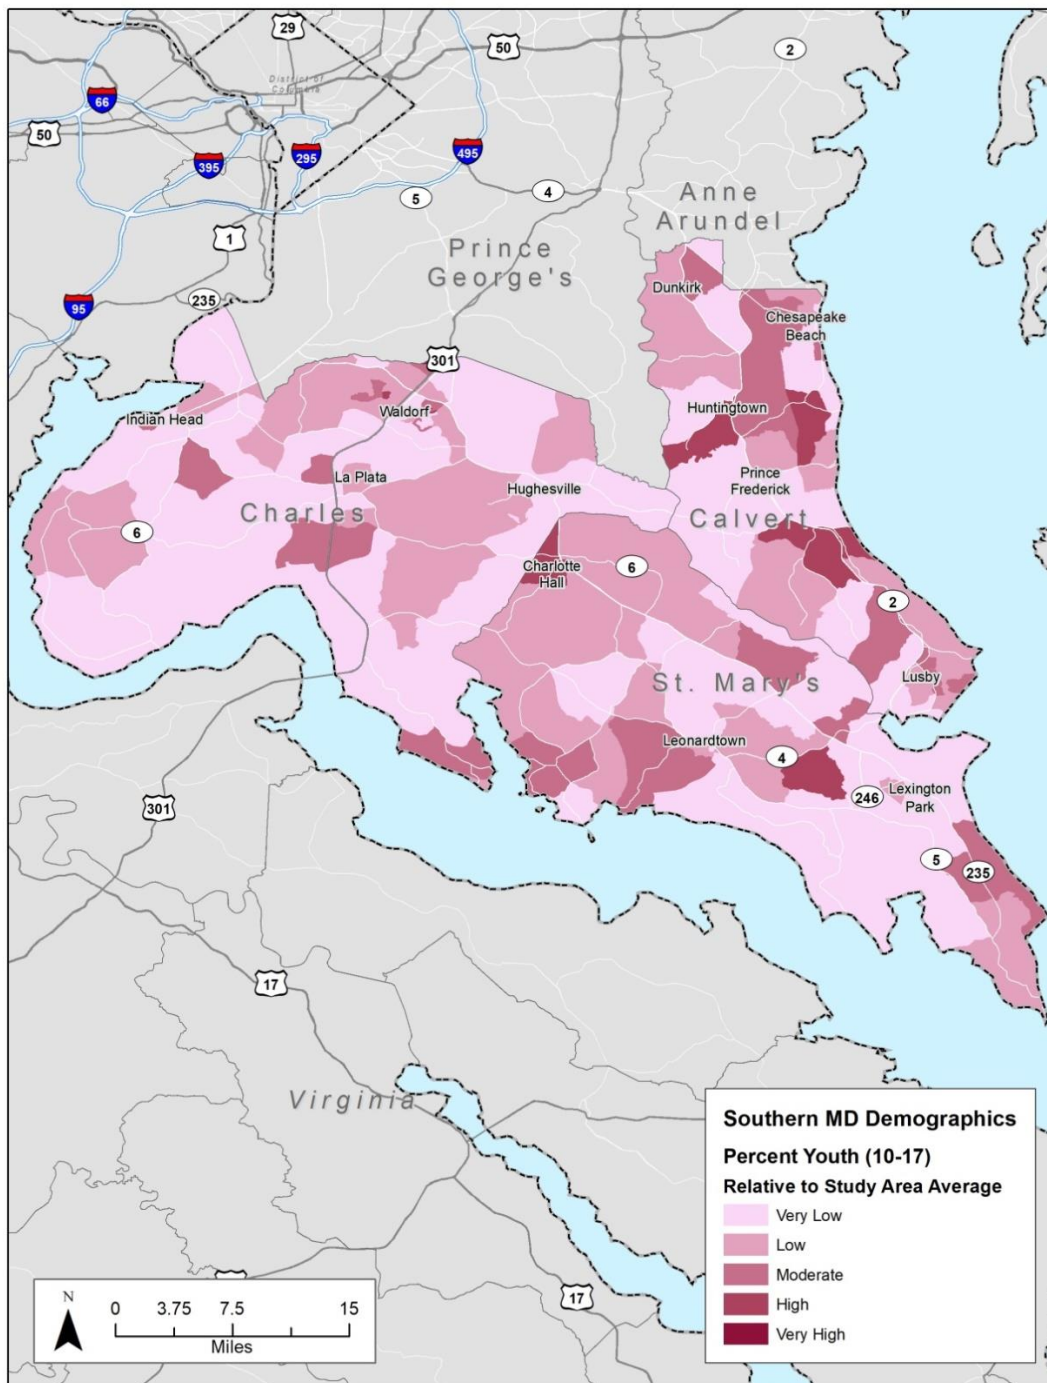 29
50
2
District of
Columbia
66
50
395
295
495
5
4
Anne
Arundel
1
Prince
George's
95
235
Dunkirk
Chesapeake
Beach
301
Indian Head
Waldorf
Huntingtown
La Plata
Hughesville
Prince
Frederick
Charles
Calvert
6
Charlotte
Hall
6
2
St. Mary's
Lusby
Leonardtown
4
246
Lexington
Park
301
5
235
17
Virginia
17
Southern MD Demographics
Percent Youth (10-17)
Relative to Study Area Average
Very Low
Low
Moderate
High
Very High
N
0 3.75 7.5 15
Miles